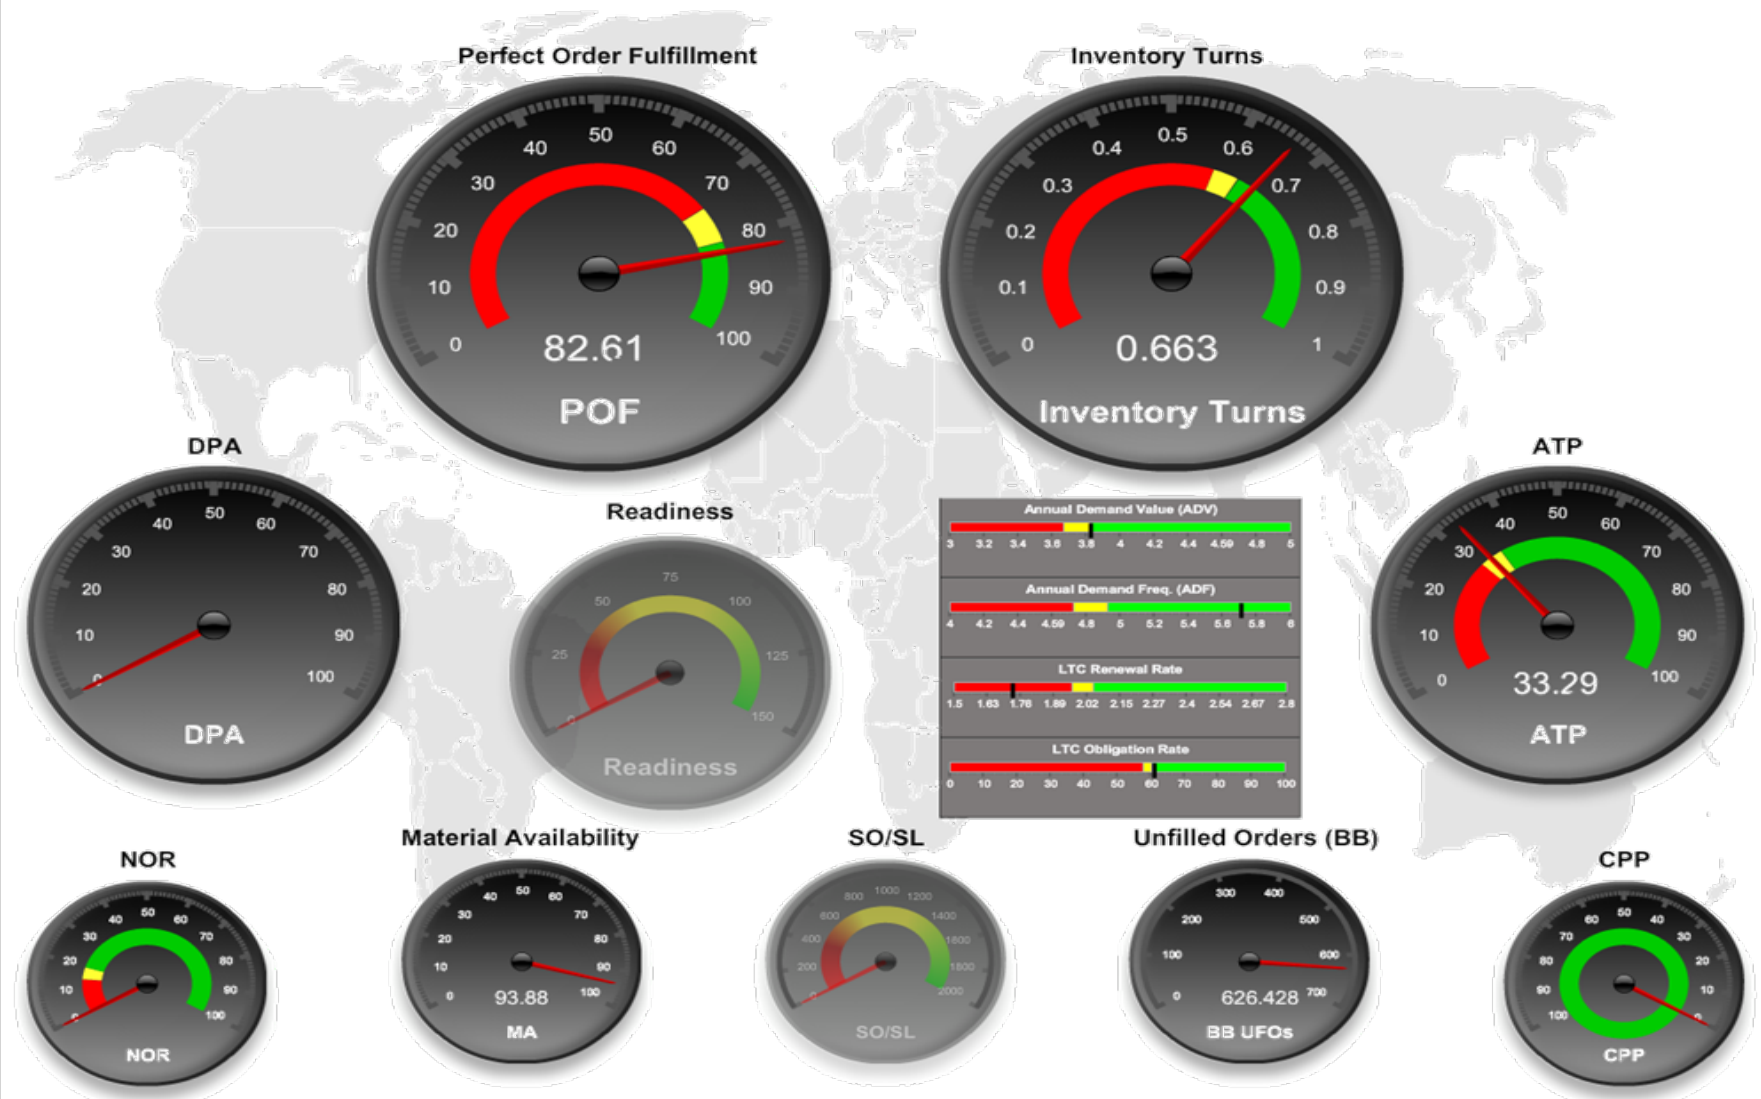 Perfect Order Fulfillment
0 10 20 30 40 50 60 70 80 90 100
82.61
POF
Inventory Turns
0 0.1 0.2 0.3 0.4 0.5 0.6 0.7 0.8 0.9 1
0.663
Inventory Turns
DPA
0 10 20 30 40 50 60 70 80 90 100
DPA
Readiness
0 25 50 75 100 125 150
Readiness
Annual Demand Value (ADV)
3 3.2 3.4 3.6 3.8 4 4.2 4.4 4.59 4.8 5
Annual Demand Freq. (ADF)
4 4.2 4.4 4.59 4.8 5 5.2 5.4 5.6 5.8 6
LTC Renewal Rate
1.5 1.63 1.76 1.89 2.02 2.15 2.27 2.4 2.54 2.67 2.8
LTC Obligation Rate
0 10 20 30 40 50 60 70 80 90 100
ATP
0 10 20 30 40 50 60 70 80 90 100
33.29
ATP
NOR
0 10 20 30 40 50 60 70 80 90 100
NOR
Material Availability
0 10 20 30 40 50 60 70 80 90 100
93.88
MA
SO/SL
0 200 400 600 800 1000 1200 1400 1600 1800 2000
SO/SL
Unfilled Orders (BB)
0 100 200 300 400 500 600 700
626.428
BB UFOs
CPP
100 90 80 70 60 50 40 30 20 10 0
CPP